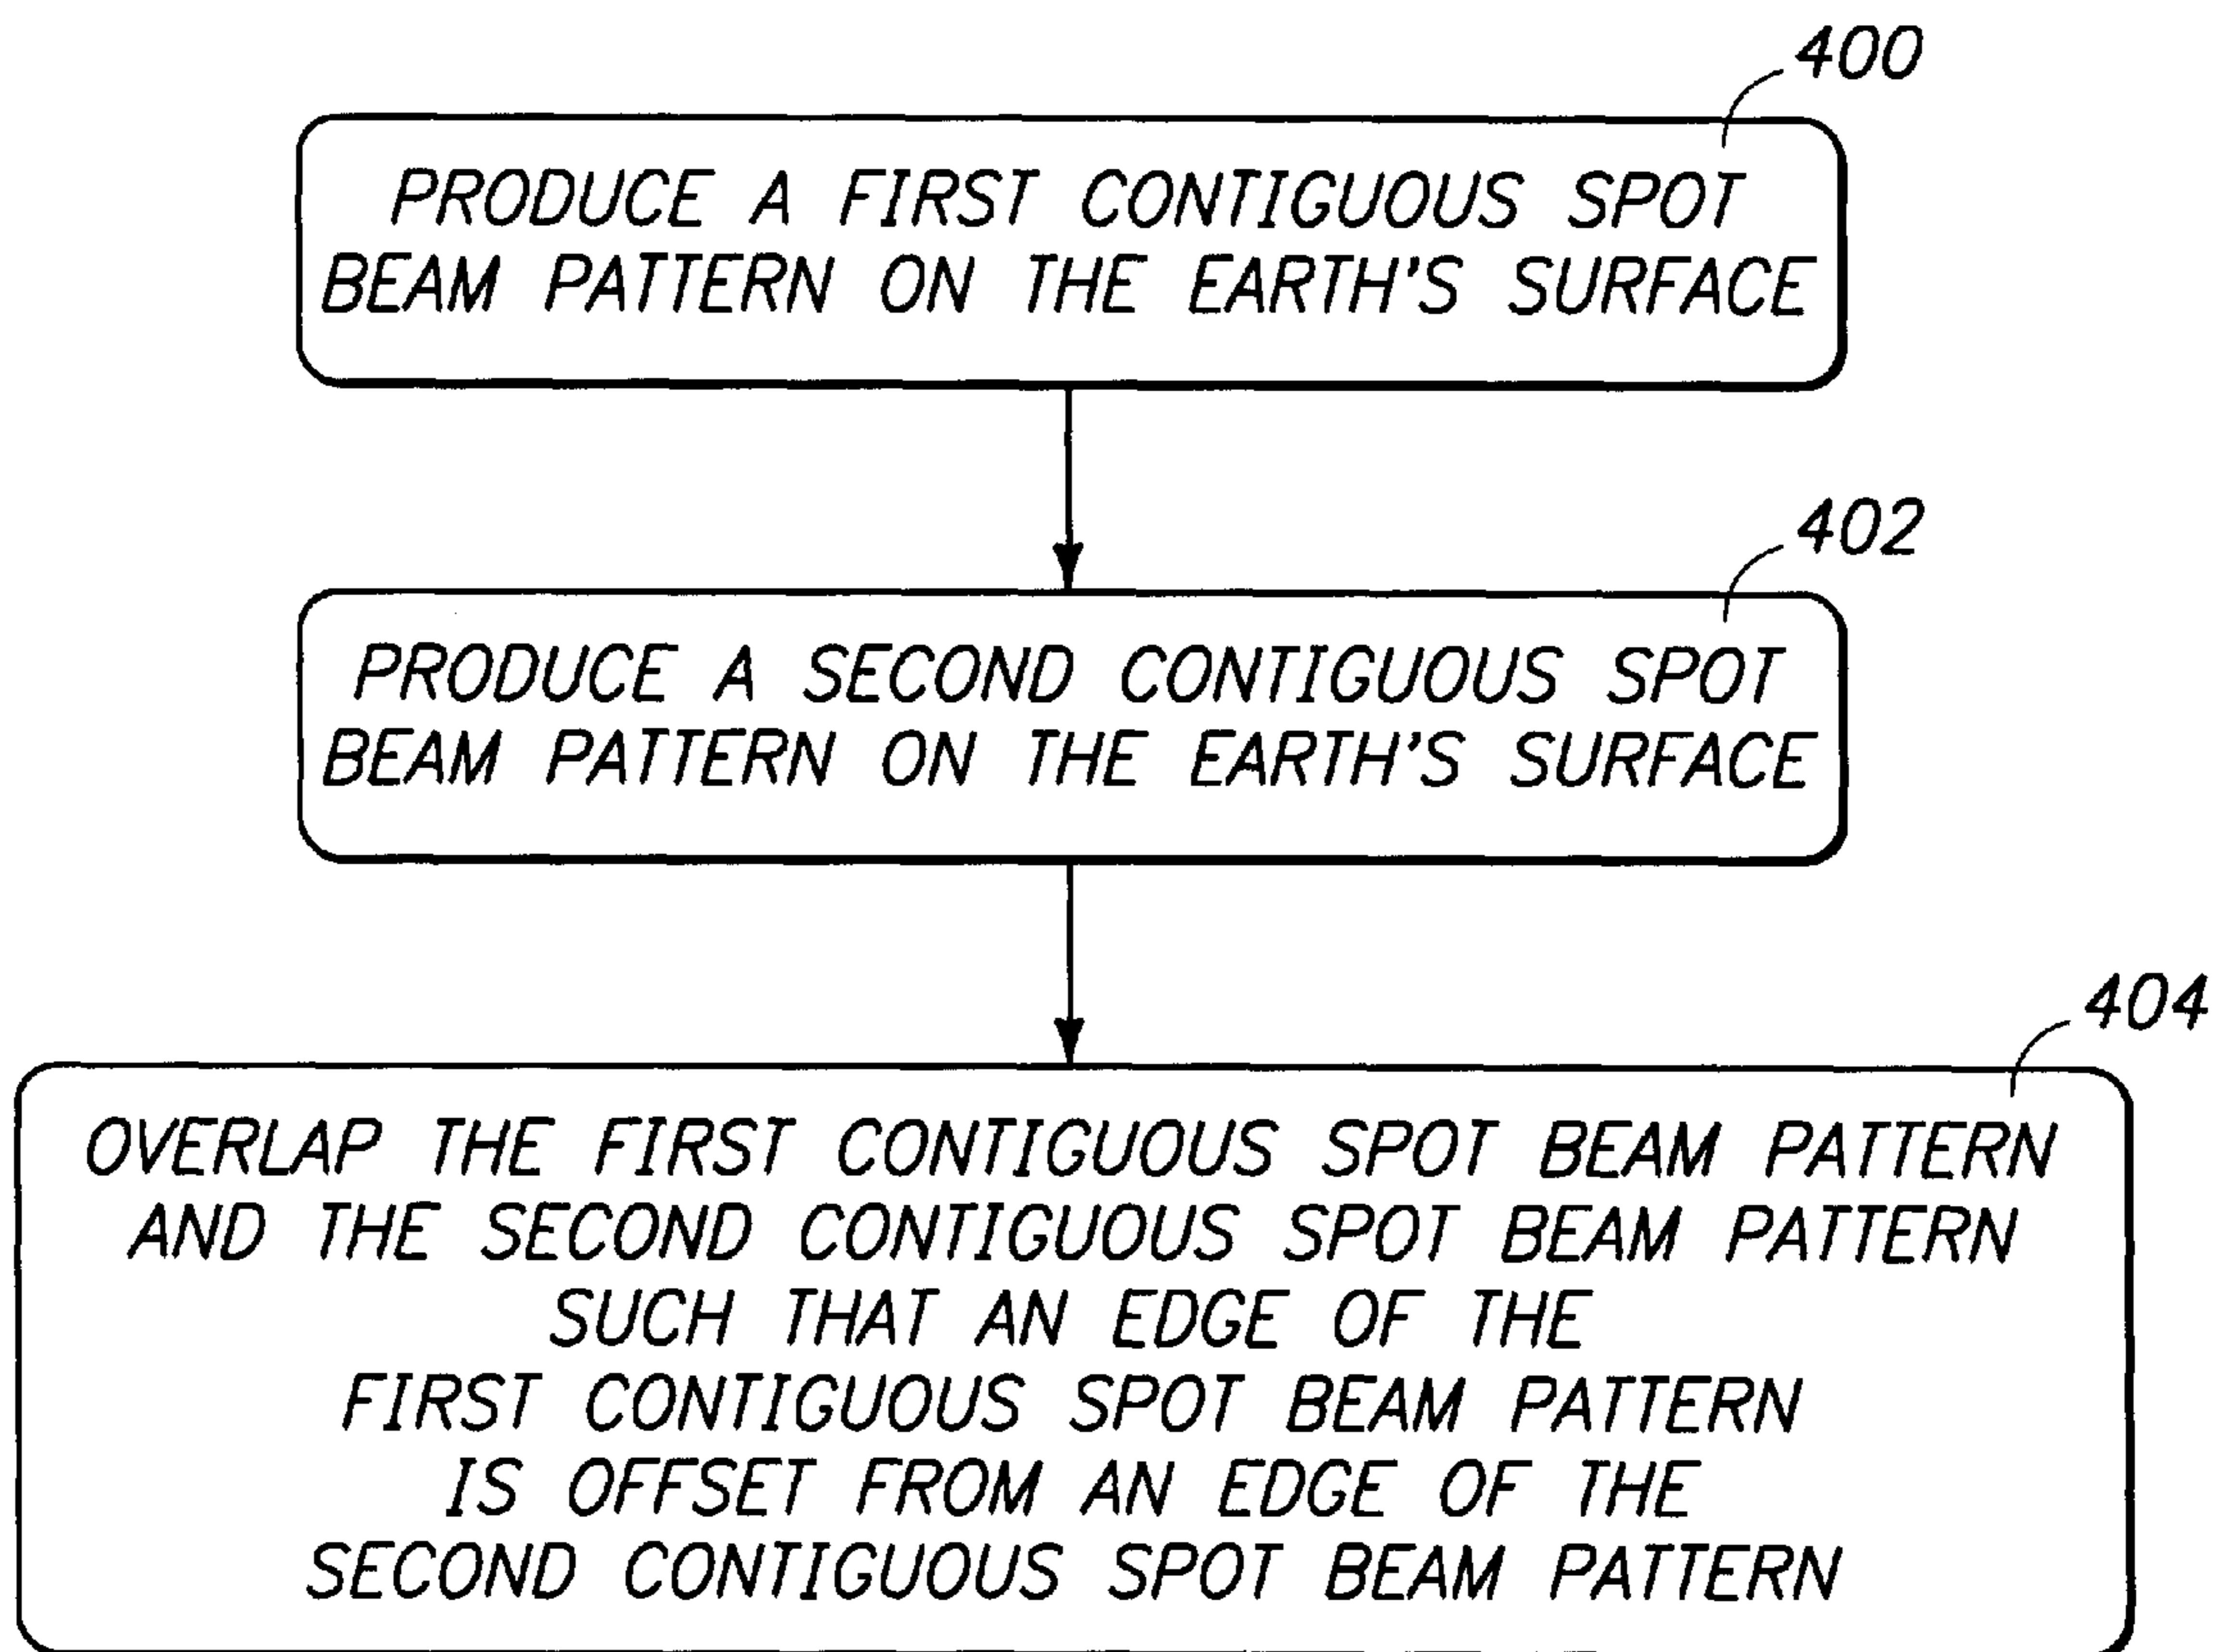 400
PRODUCE A FIRST CONTIGUOUS SPOT
BEAM PATTERN ON THE EARTH'S SURFACE
402
PRODUCE A SECOND CONTIGUOUS SPOT
BEAM PATTERN ON THE EARTH'S SURFACE
404
OVERLAP THE FIRST CONTIGUOUS SPOT BEAM PATTERN
AND THE SECOND CONTIGUOUS SPOT BEAM PATTERN
SUCH THAT AN EDGE OF THE
FIRST CONTIGUOUS SPOT BEAM PATTERN
IS OFFSET FROM AN EDGE OF THE
SECOND CONTIGUOUS SPOT BEAM PATTERN